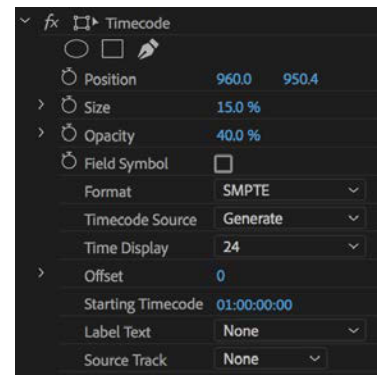 fx Timecode
Position 960.0 950.4
Size 15.0 %
Opacity 40.0 %
Field Symbol
Format SMPTE
Timecode Source Generate
Time Display 24
Offset 0
Starting Timecode 01:00:00:00
Label Text None
Source Track None